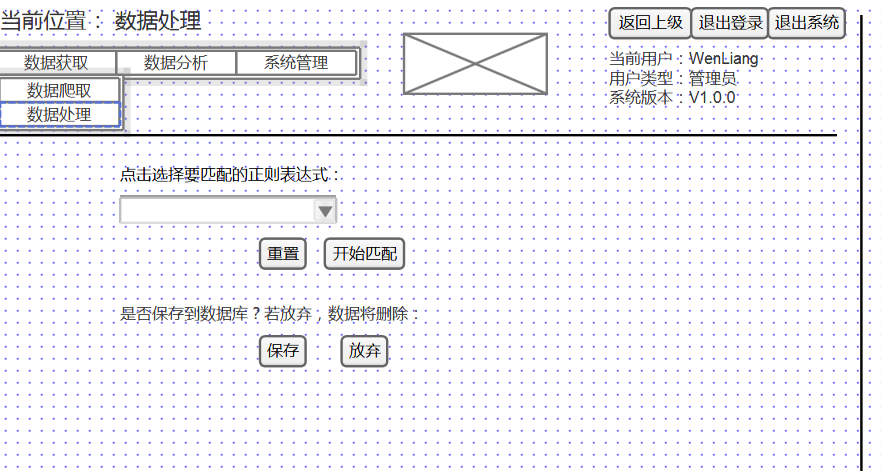 当前位置： 数据处理
返回上级 退出登录 退出系统
数据获取 数据分析 系统管理
当前用户：WenLiang
用户类型：管理员
系统版本：V1.0.0
数据爬取
数据处理
点击选择要匹配的正则表达式：
重置 开始匹配
是否保存到数据库？若放弃，数据将删除：
保存 放弃